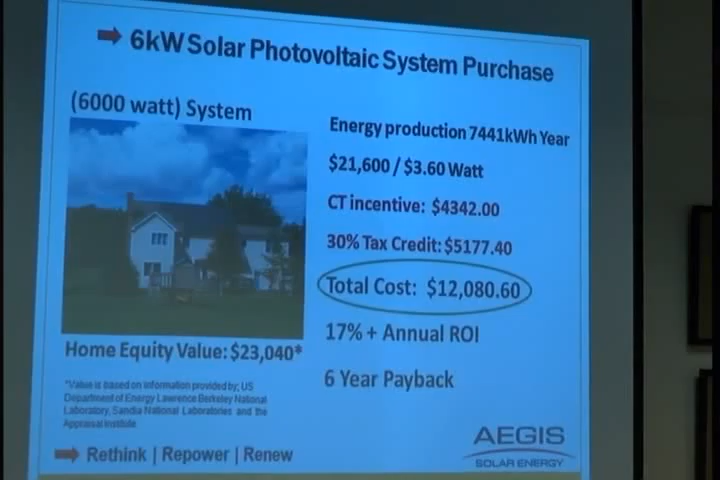 6kW Solar Photovoltaic System Purchase
(6000 watt) System
Energy production 7441kWh Year
$21,600 / $3.60 Watt
CT incentive: $4342.00
30% Tax Credit: $5177.40
Total Cost: $12,080.60
17% + Annual ROI
6 Year Payback
Home Equity Value: $23,040*
*Value is based on information provided by; US
Department of Energy Lawrence Berkeley National
Laboratory, Sandia National Laboratories and the
Appraisal Institute
Rethink | Repower | Renew
AEGIS
SOLAR ENERGY